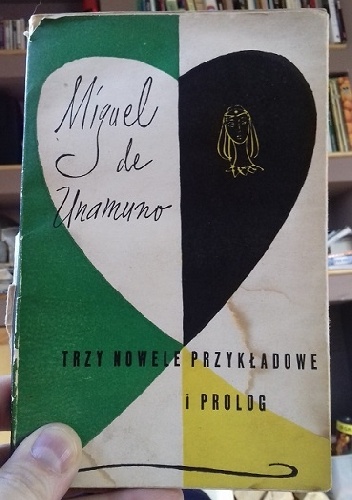 Miguel
de
Unamuno
TRZY NOWELE PRZYKŁADOWE
i PROLOG